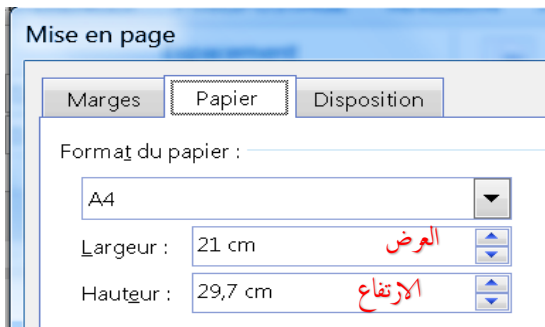 Mise en page
Marges Papier Disposition
Format du papier :
A4
Largeur : 21 cm العرض
Hauteur : 29,7 cm الارتفاع